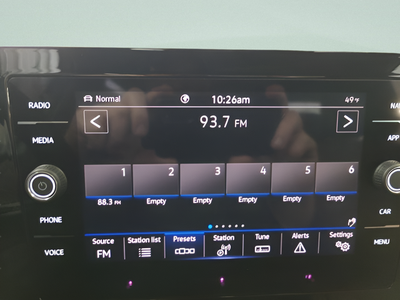 RADIO
MEDIA
PHONE
VOICE
Normal 10:26am 49°F
93.7 FM
1 2 3 4 5 6
88.3 FM Empty Empty Empty Empty Empty
Source Station list Presets Station Tune Alerts Settings
FM
APP
CAR
MENU